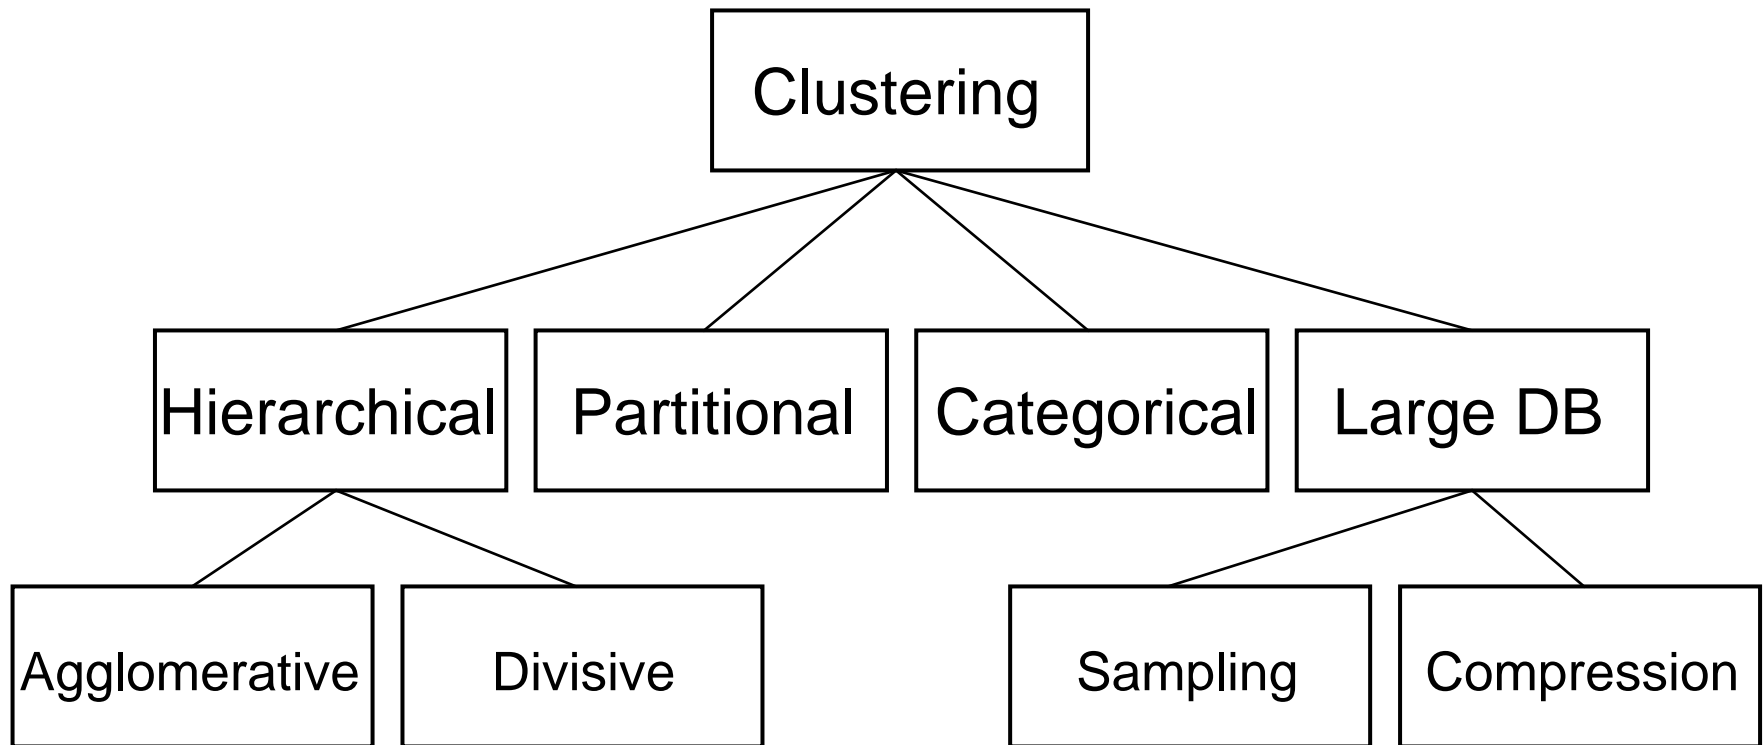 Clustering
Hierarchical
Partitional
Categorical
Large DB
Agglomerative
Divisive
Sampling
Compression